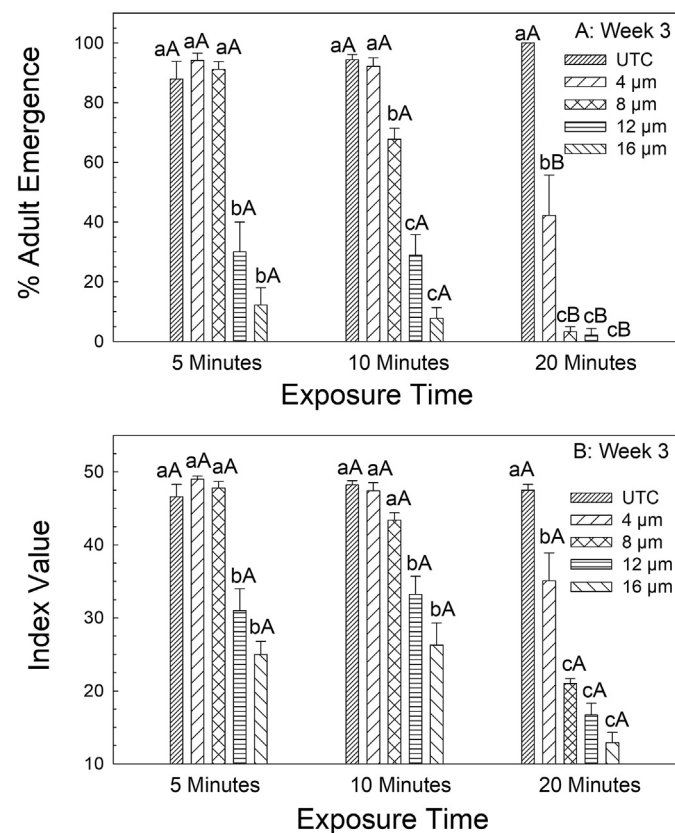 A: Week 3
% Adult Emergence
100
80
60
40
20
0
aA aA aA bA bA
aA aA bA cA cA
aA bB cB cB cB
UTC
4 µm
8 µm
12 µm
16 µm
5 Minutes 10 Minutes 20 Minutes
Exposure Time
B: Week 3
Index Value
50
40
30
20
10
aA aA aA bA bA
aA aA aA bA bA
aA bA cA cA cA
UTC
4 µm
8 µm
12 µm
16 µm
5 Minutes 10 Minutes 20 Minutes
Exposure Time